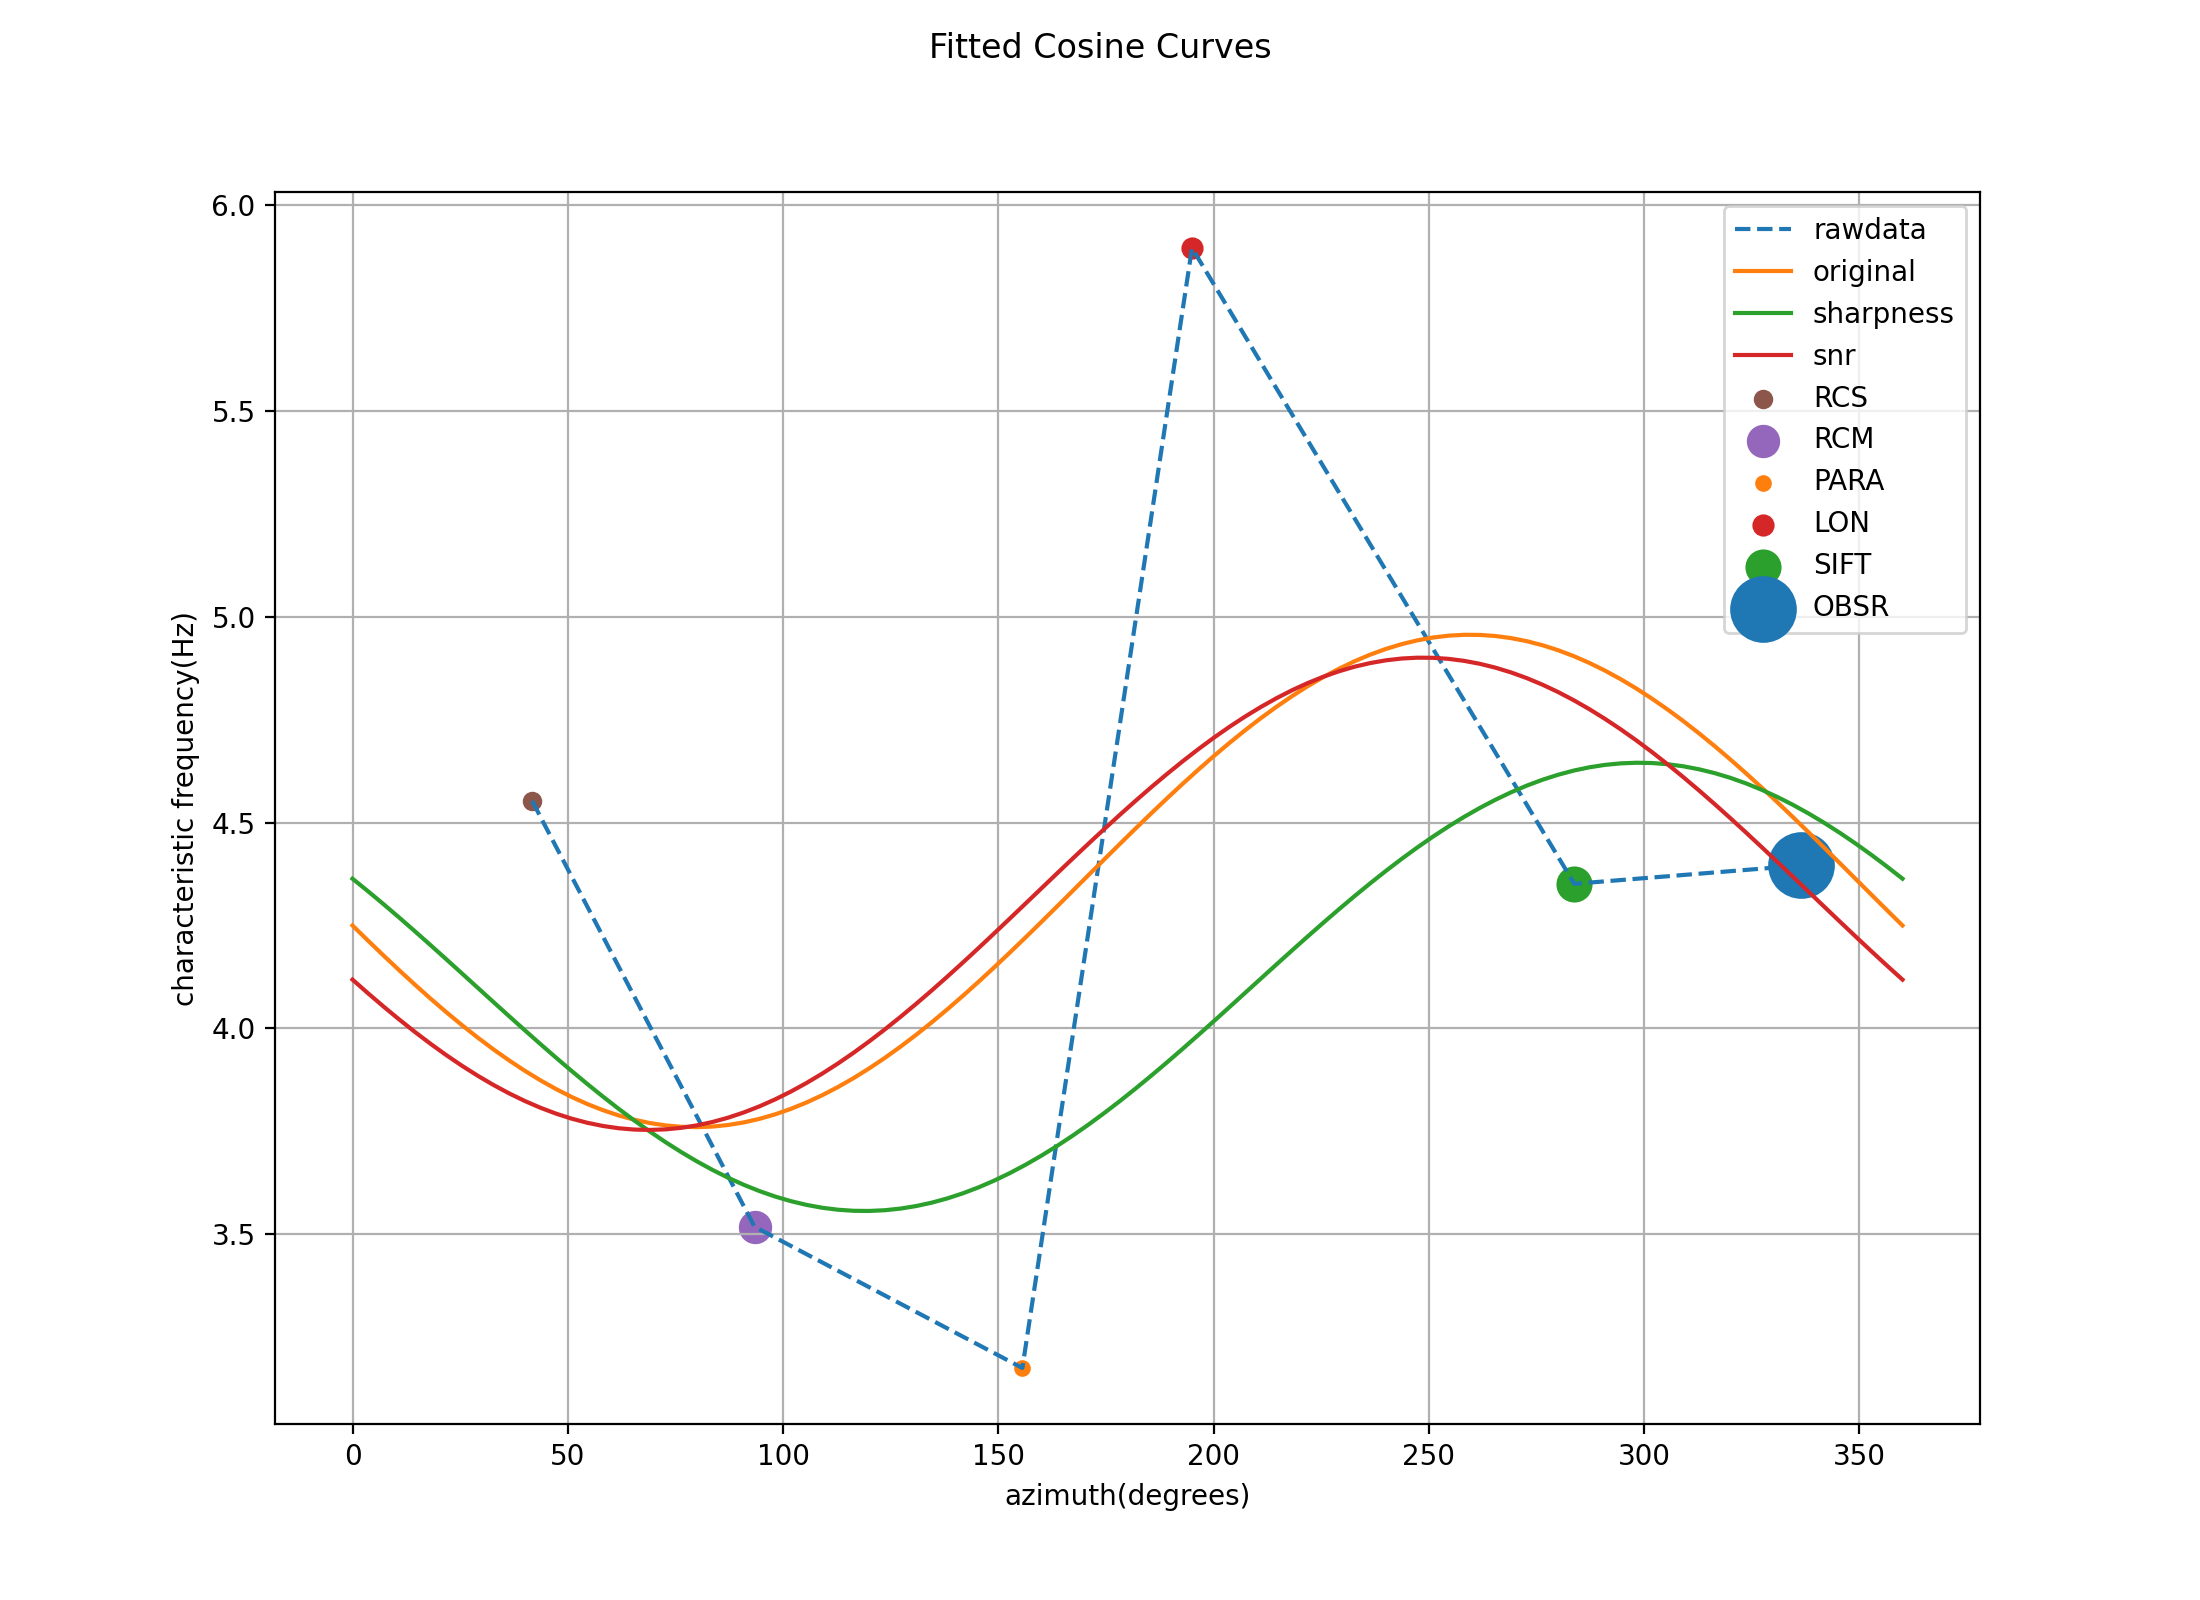 Fitted Cosine Curves
6.0
5.5
5.0
4.5
4.0
3.5
characteristic frequency(Hz)
rawdata
original
sharpness
snr
RCS
RCM
PARA
LON
SIFT
OBSR
0 50 100 150 200 250 300 350
azimuth(degrees)